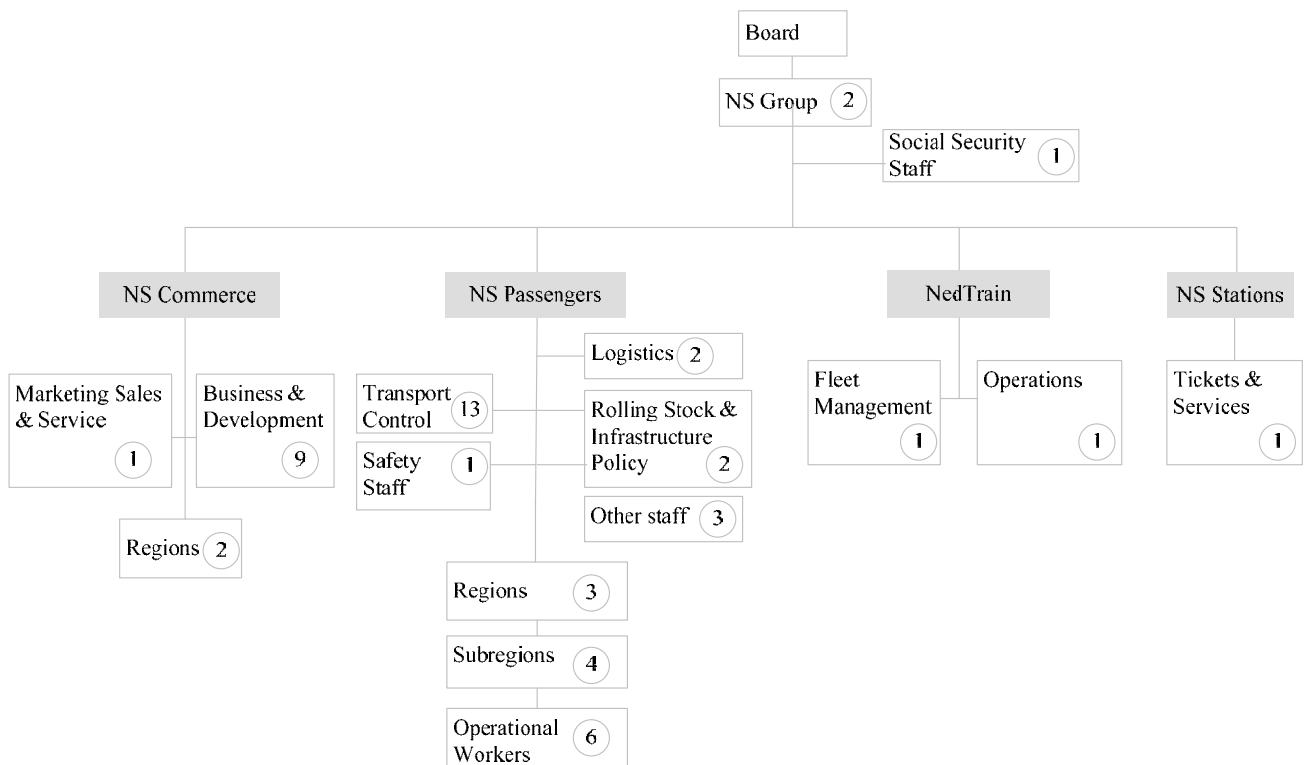 Board
NS Group 2
Social Security
Staff
1
NS Commerce
NS Passengers
NedTrain
NS Stations
Marketing Sales
& Service
1
Business &
Development
9
Regions 2
Logistics 2
Transport
Control
13
Rolling Stock &
Infrastructure
Policy
2
Safety
Staff
1
Other staff 3
Regions 3
Subregions 4
Operational
Workers
6
Fleet
Management
1
Operations
1
Tickets &
Services
1